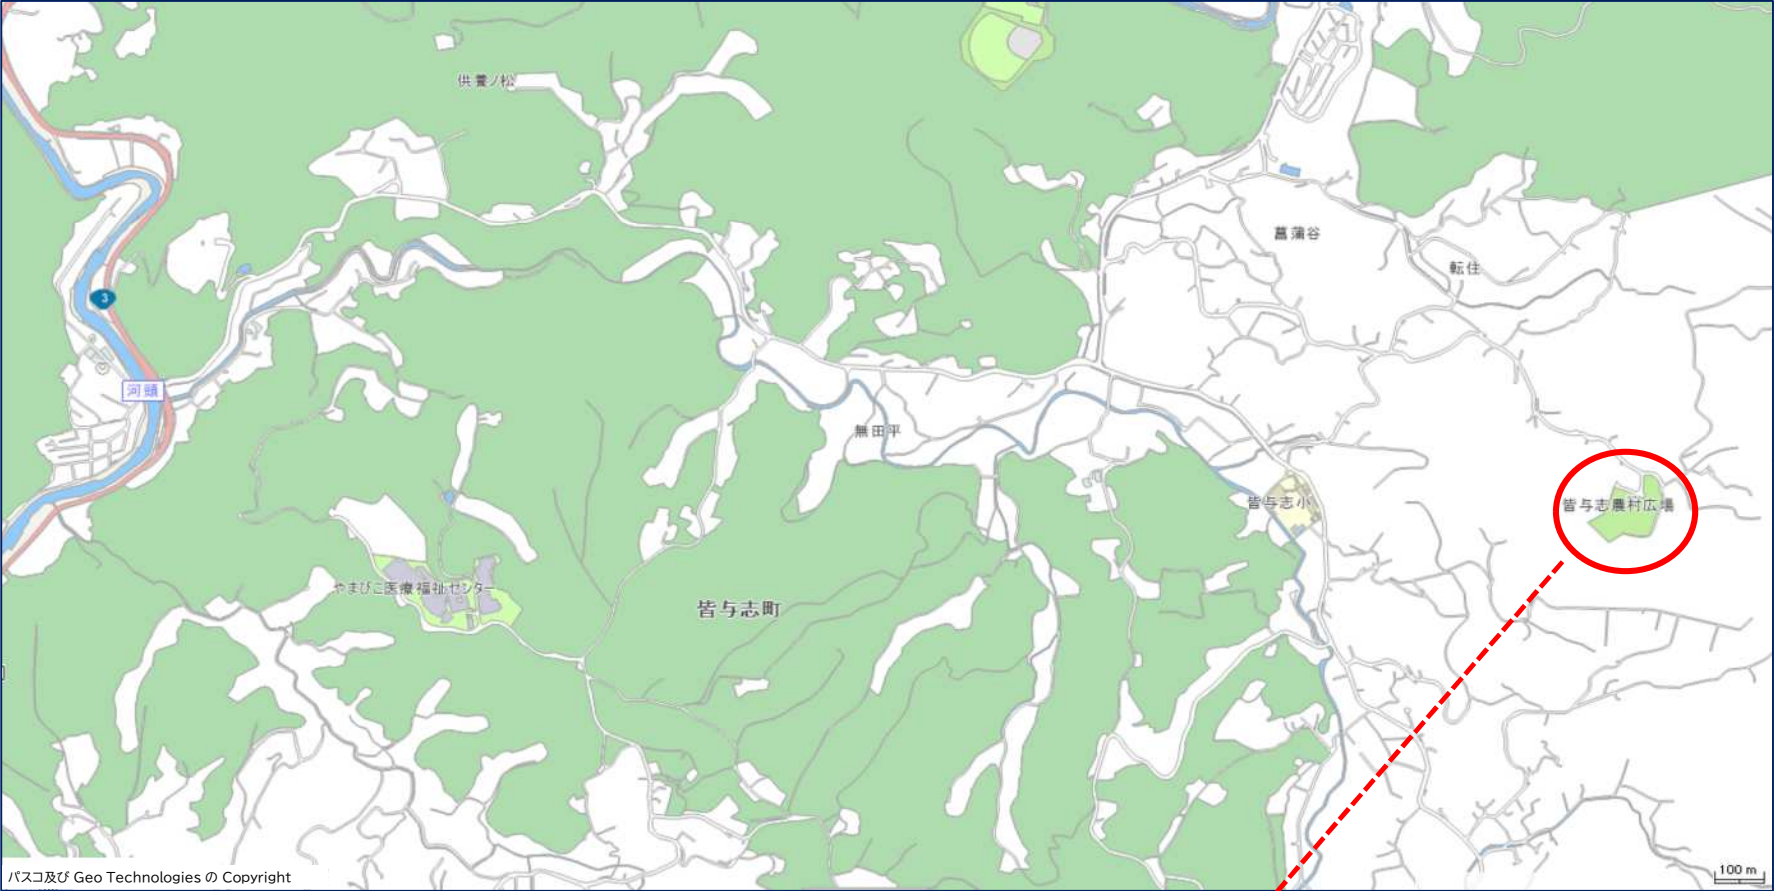 供養ノ松
菖蒲谷
転住
3
河頭
無田平
皆与志小
皆与志農村広場
やまびこ医療福祉センター
皆与志町
100 m
パスコ及び Geo Technologies の Copyright